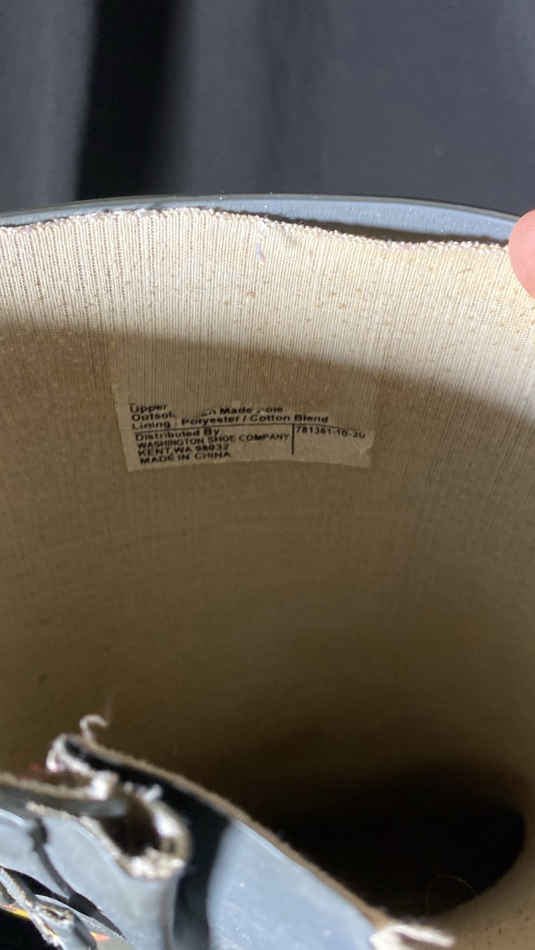 Upper
Outsol Man Made Sole
Lining : Polyester / Cotton Blend
Distributed By
WASHINGTON SHOE COMPANY
KENT, WA 98032
MADE IN CHINA
781361-10-20